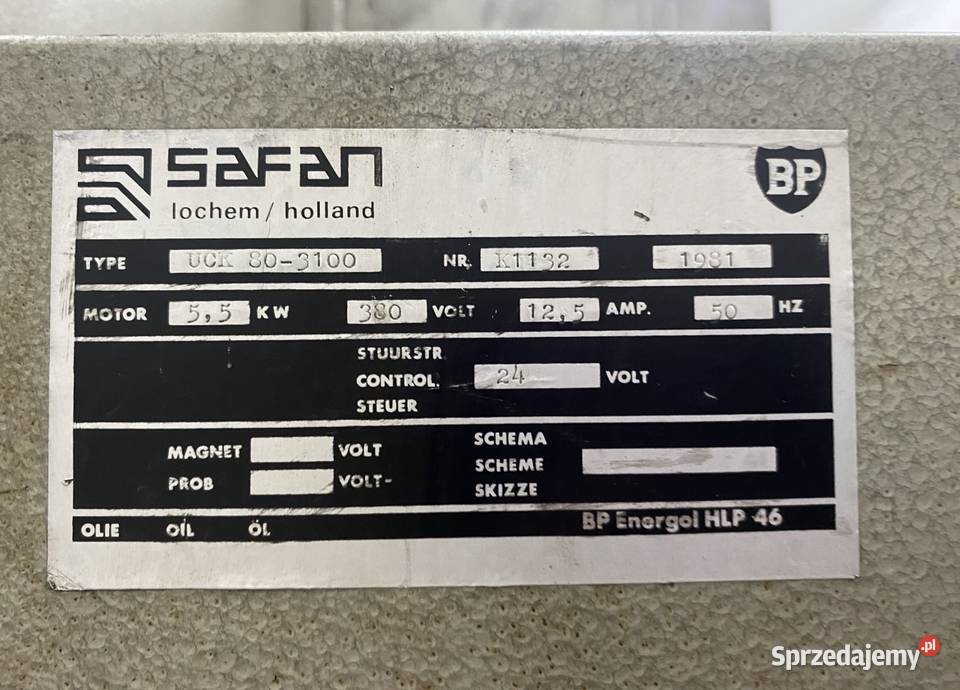 safan
lochem / holland
BP
TYPE UCK 80-3100 NR. K1132 1981
MOTOR 5,5 KW 380 VOLT 12,5 AMP. 50 HZ
STUURSTR.
CONTROL. 24 VOLT
STEUER
MAGNET VOLT
PROB VOLT-
SCHEMA
SCHEME
SKIZZE
OLIE OIL ÖL BP Energol HLP 46
Sprzedajemy.pl